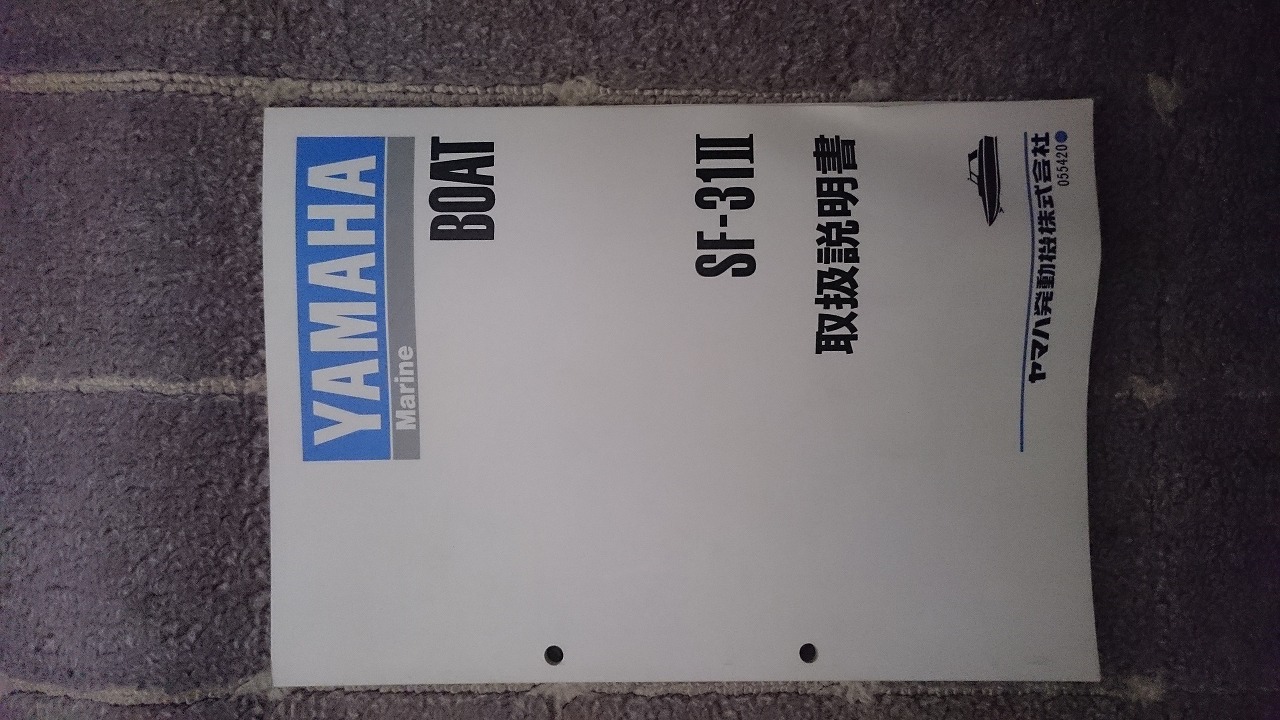 YAMAHA
Marine
BOAT
SF-31Ⅱ
取扱説明書
ヤマハ発動機株式会社
055420●